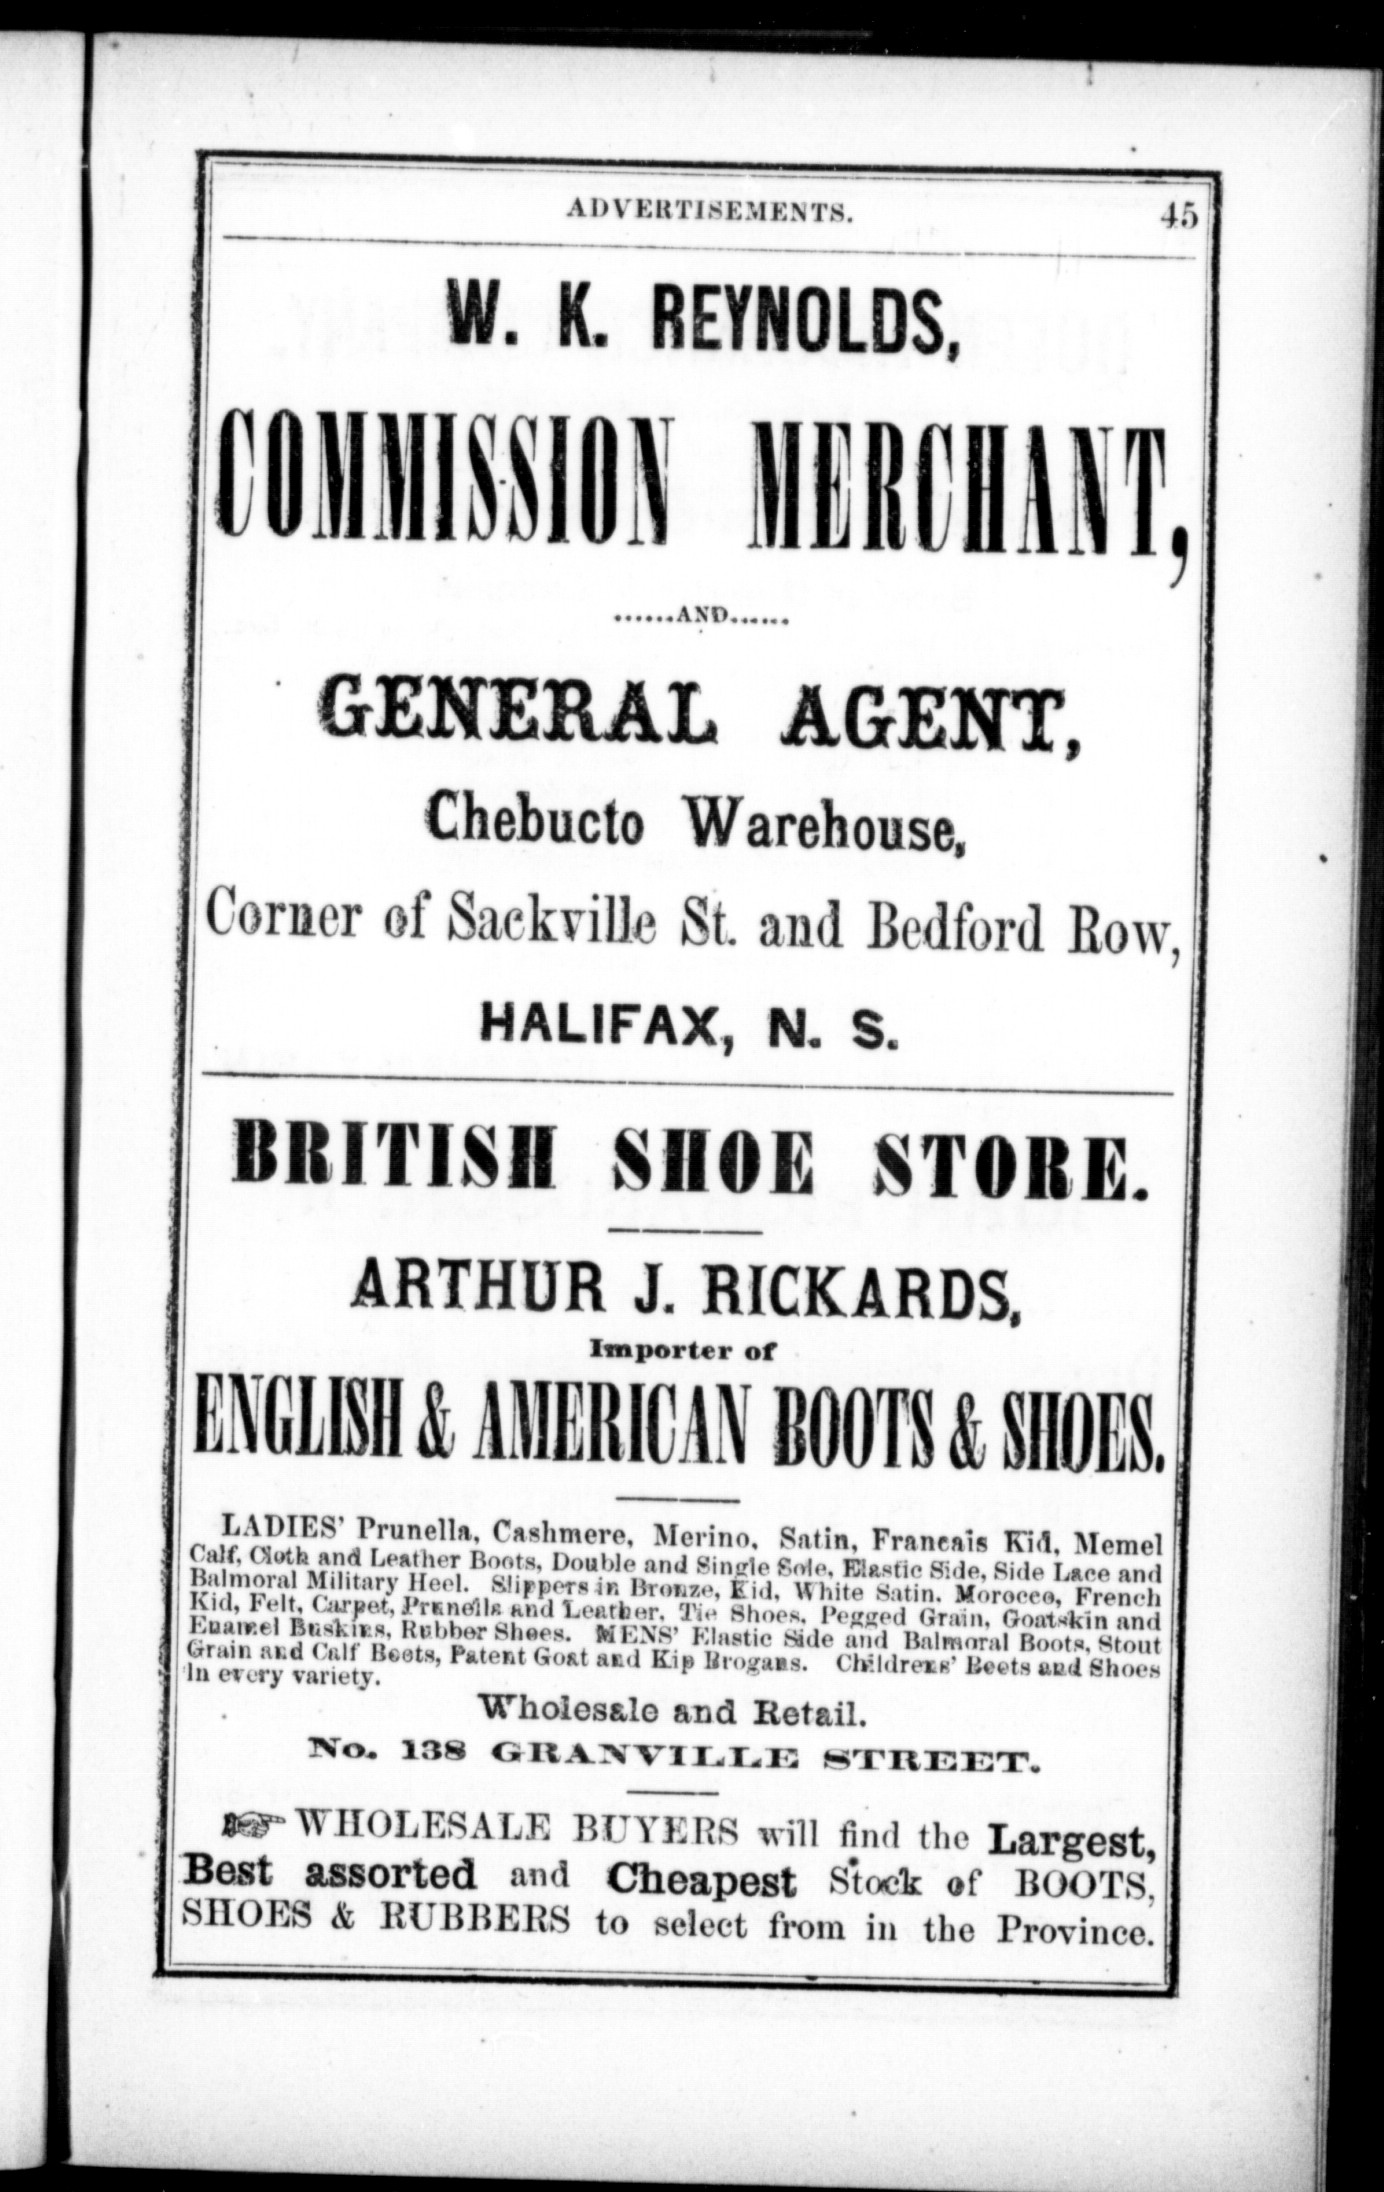 ADVERTISEMENTS. 45
W. K. REYNOLDS,
COMMISSION MERCHANT,
......AND......
GENERAL AGENT,
Chebucto Warehouse,
Corner of Sackville St. and Bedford Row,
HALIFAX, N. S.
BRITISH SHOE STORE.
ARTHUR J. RICKARDS,
Importer of
ENGLISH & AMERICAN BOOTS & SHOES.
LADIES' Prunella, Cashmere, Merino, Satin, Francais Kid, Memel
Calf, Cloth and Leather Boots, Double and Single Sole, Elastic Side, Side Lace and
Balmoral Military Heel. Slippers in Bronze, Kid, White Satin, Morocco, French
Kid, Felt, Carpet, Prunella and Leather, Tie Shoes, Pegged Grain, Goatskin and
Enamel Buskins, Rubber Shoes. MENS' Elastic Side and Balmoral Boots, Stout
Grain and Calf Boots, Patent Goat and Kip Brogans. Childrens' Boots and Shoes
in every variety.
Wholesale and Retail.
No. 138 GRANVILLE STREET.
☞ WHOLESALE BUYERS will find the Largest,
Best assorted and Cheapest Stock of BOOTS,
SHOES & RUBBERS to select from in the Province.